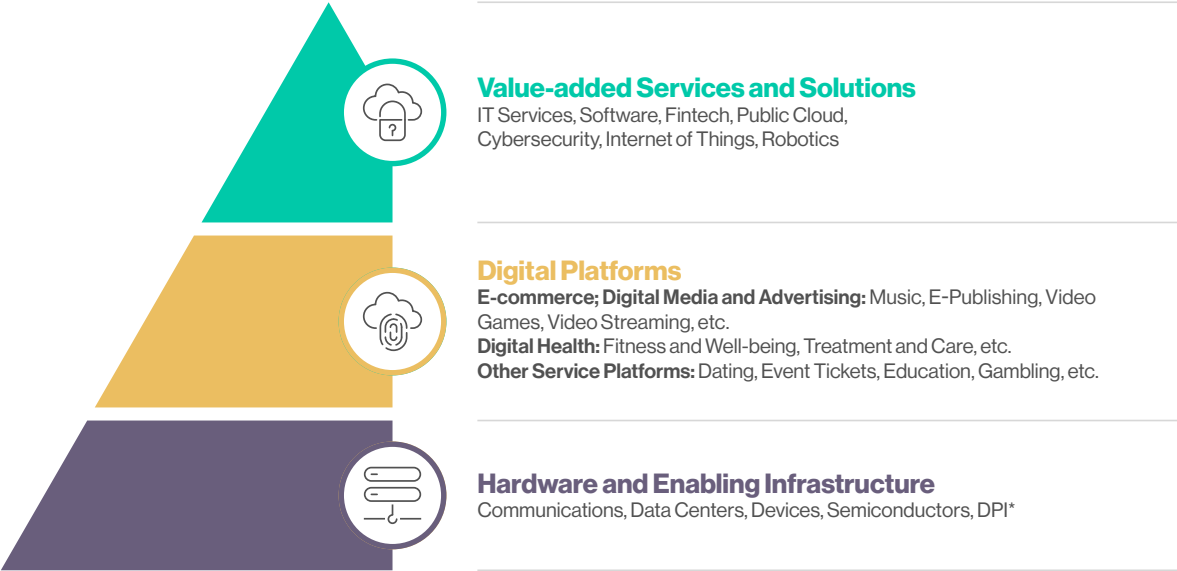 ?
Value-added Services and Solutions
IT Services, Software, Fintech, Public Cloud,
Cybersecurity, Internet of Things, Robotics
Digital Platforms
E-commerce; Digital Media and Advertising: Music, E-Publishing, Video
Games, Video Streaming, etc.
Digital Health: Fitness and Well-being, Treatment and Care, etc.
Other Service Platforms: Dating, Event Tickets, Education, Gambling, etc.
Hardware and Enabling Infrastructure
Communications, Data Centers, Devices, Semiconductors, DPI*